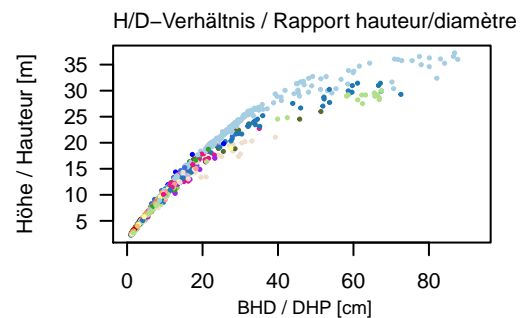 H/D−Verhältnis / Rapport hauteur/diamètre
Höhe / Hauteur [m]
35
30
25
20
15
10
5
0 20 40 60 80
BHD / DHP [cm]